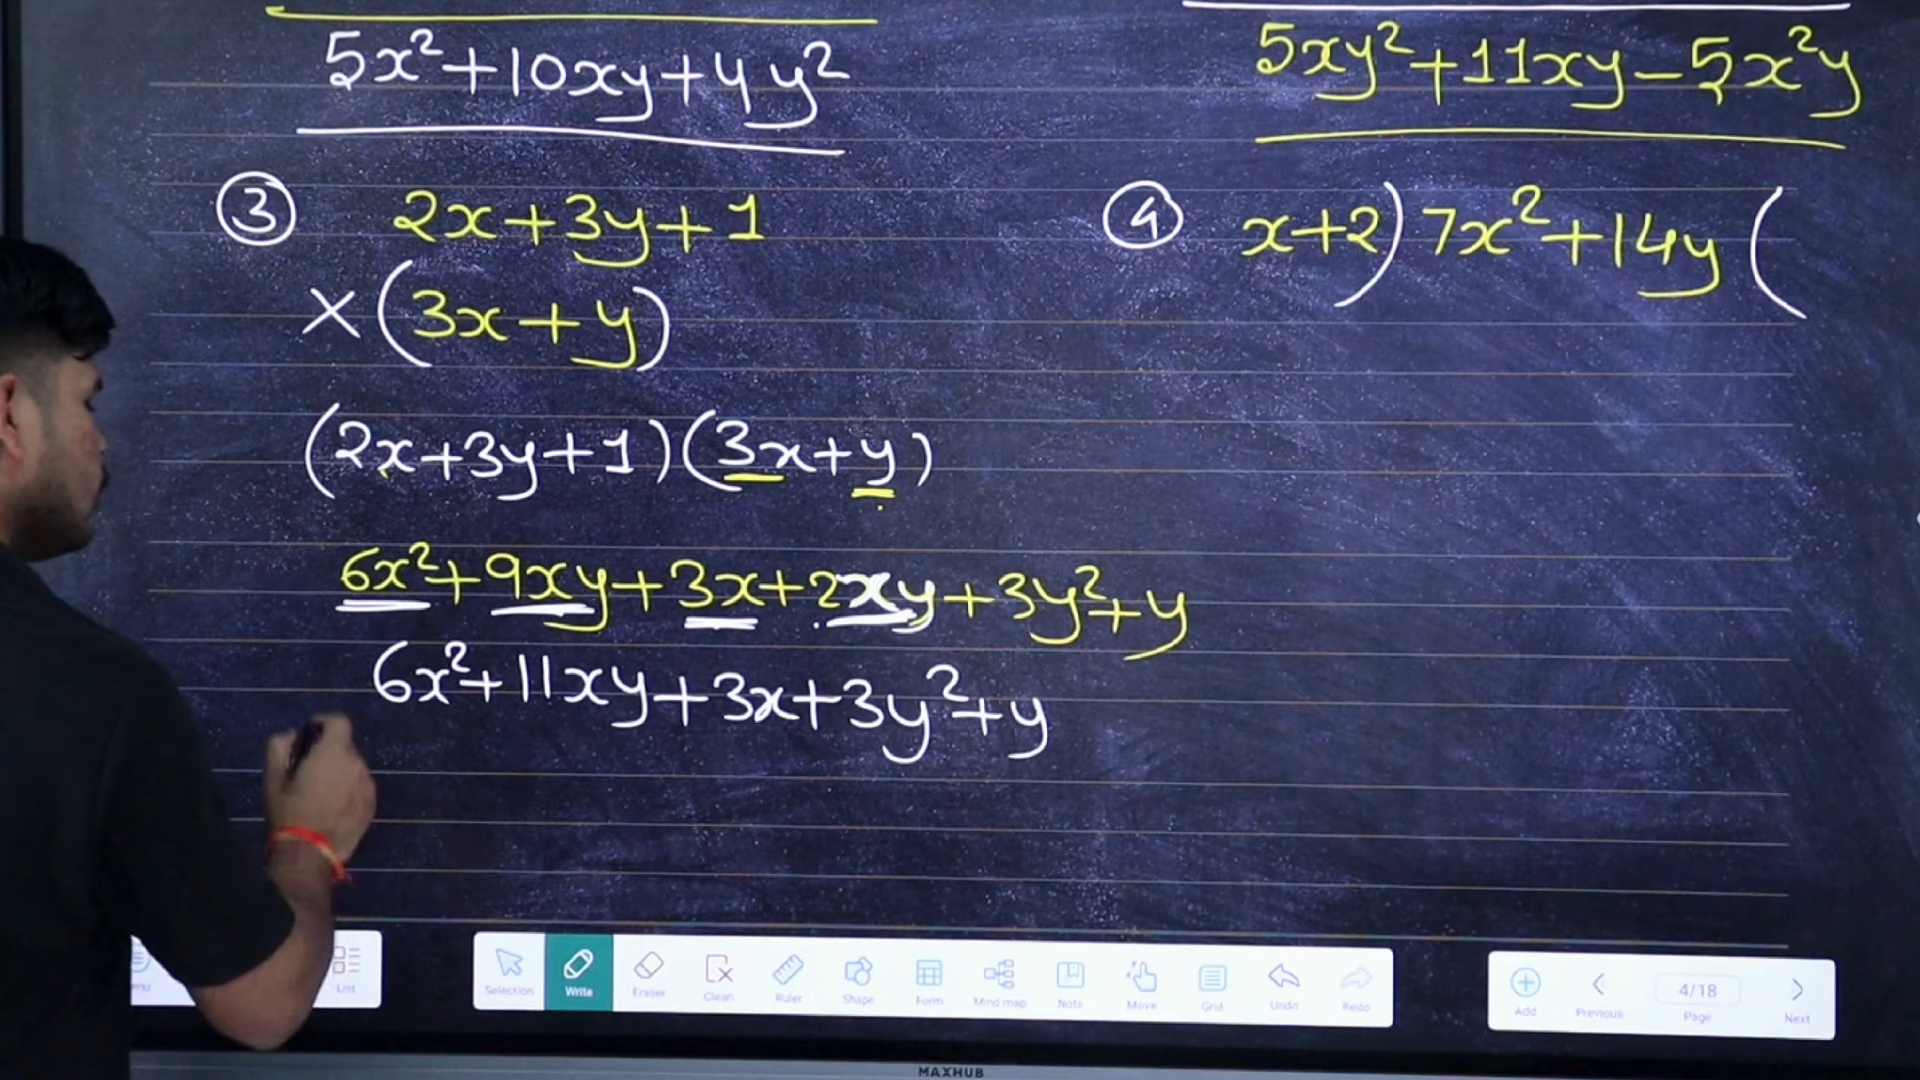 5x²+10xy+4y²
5xy²+11xy-5x²y
③ 2x+3y+1
×(3x+y)
(2x+3y+1)(3x+y)
6x²+9xy+3x+2xy+3y²+y
6x²+11xy+3x+3y²+y
④ x+2)7x²+14y(
List
Selection Write Eraser Clean Ruler Shape Form Mind map Note Move Grid Undo Redo
Add Previous 4/18 Page Next
MAXHUB